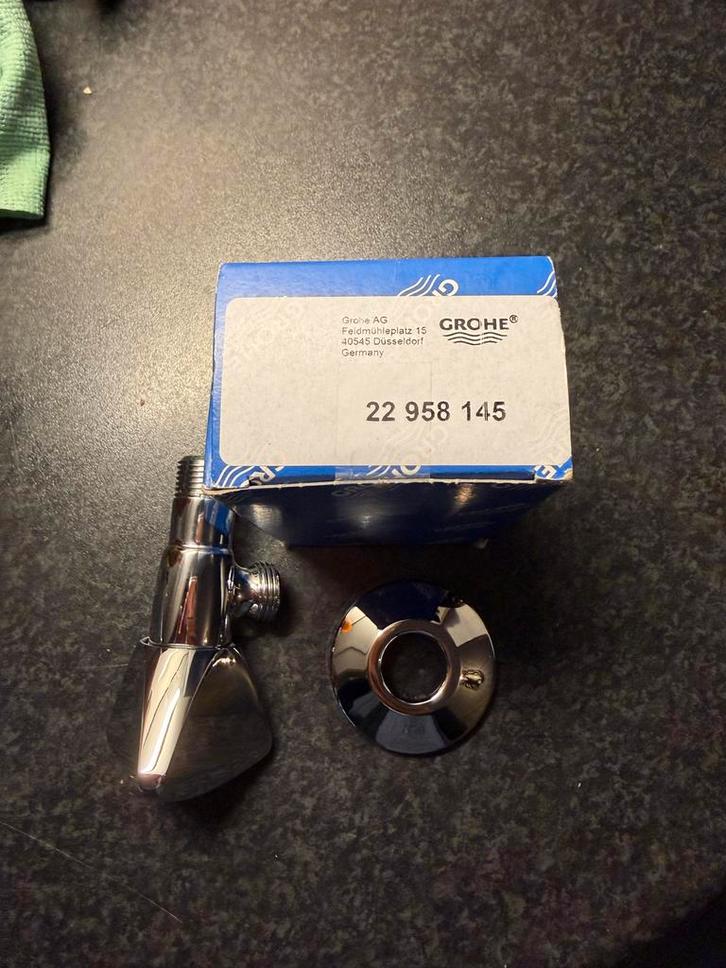 Grohe AG
Feldmühleplatz 15
40545 Düsseldorf
Germany
GROHE®
22 958 145